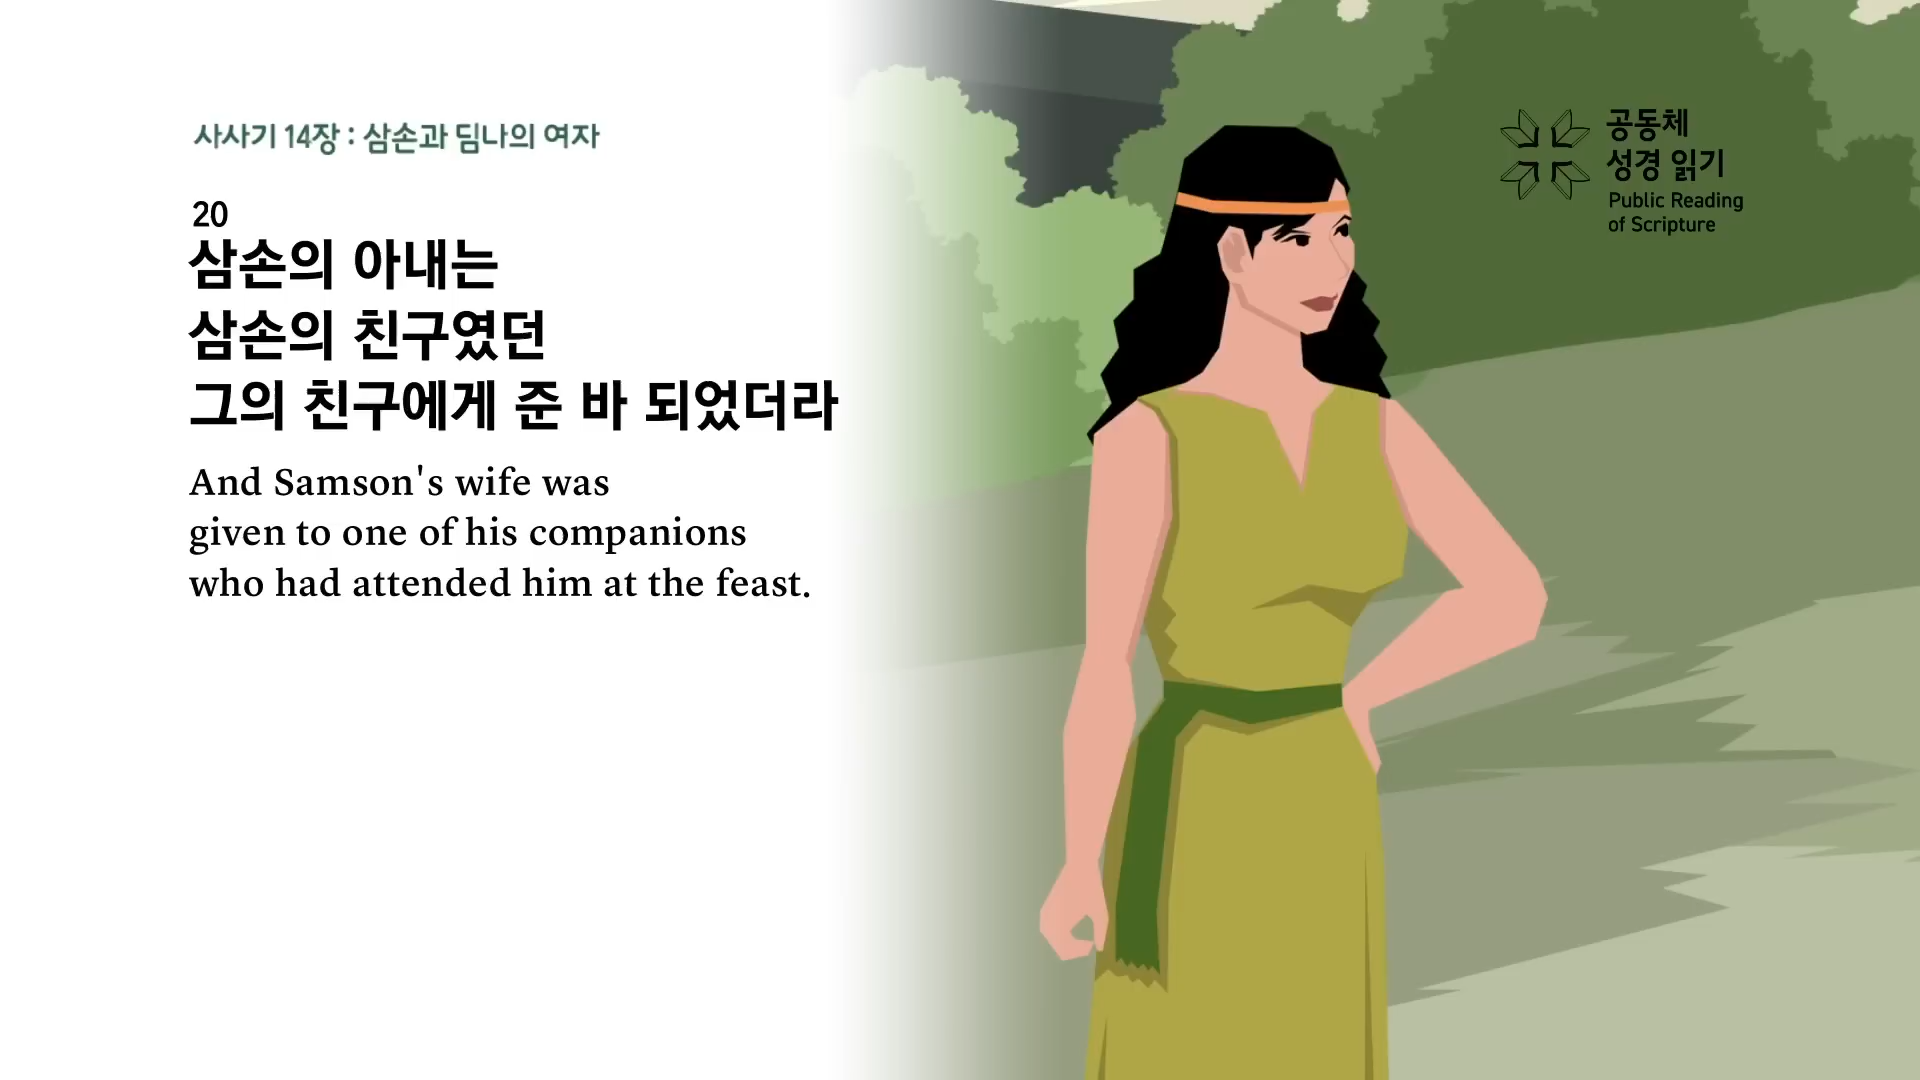 사사기 14장 : 삼손과 딤나의 여자
20
삼손의 아내는
삼손의 친구였던
그의 친구에게 준 바 되었더라
And Samson's wife was
given to one of his companions
who had attended him at the feast.
공동체
성경 읽기
Public Reading
of Scripture